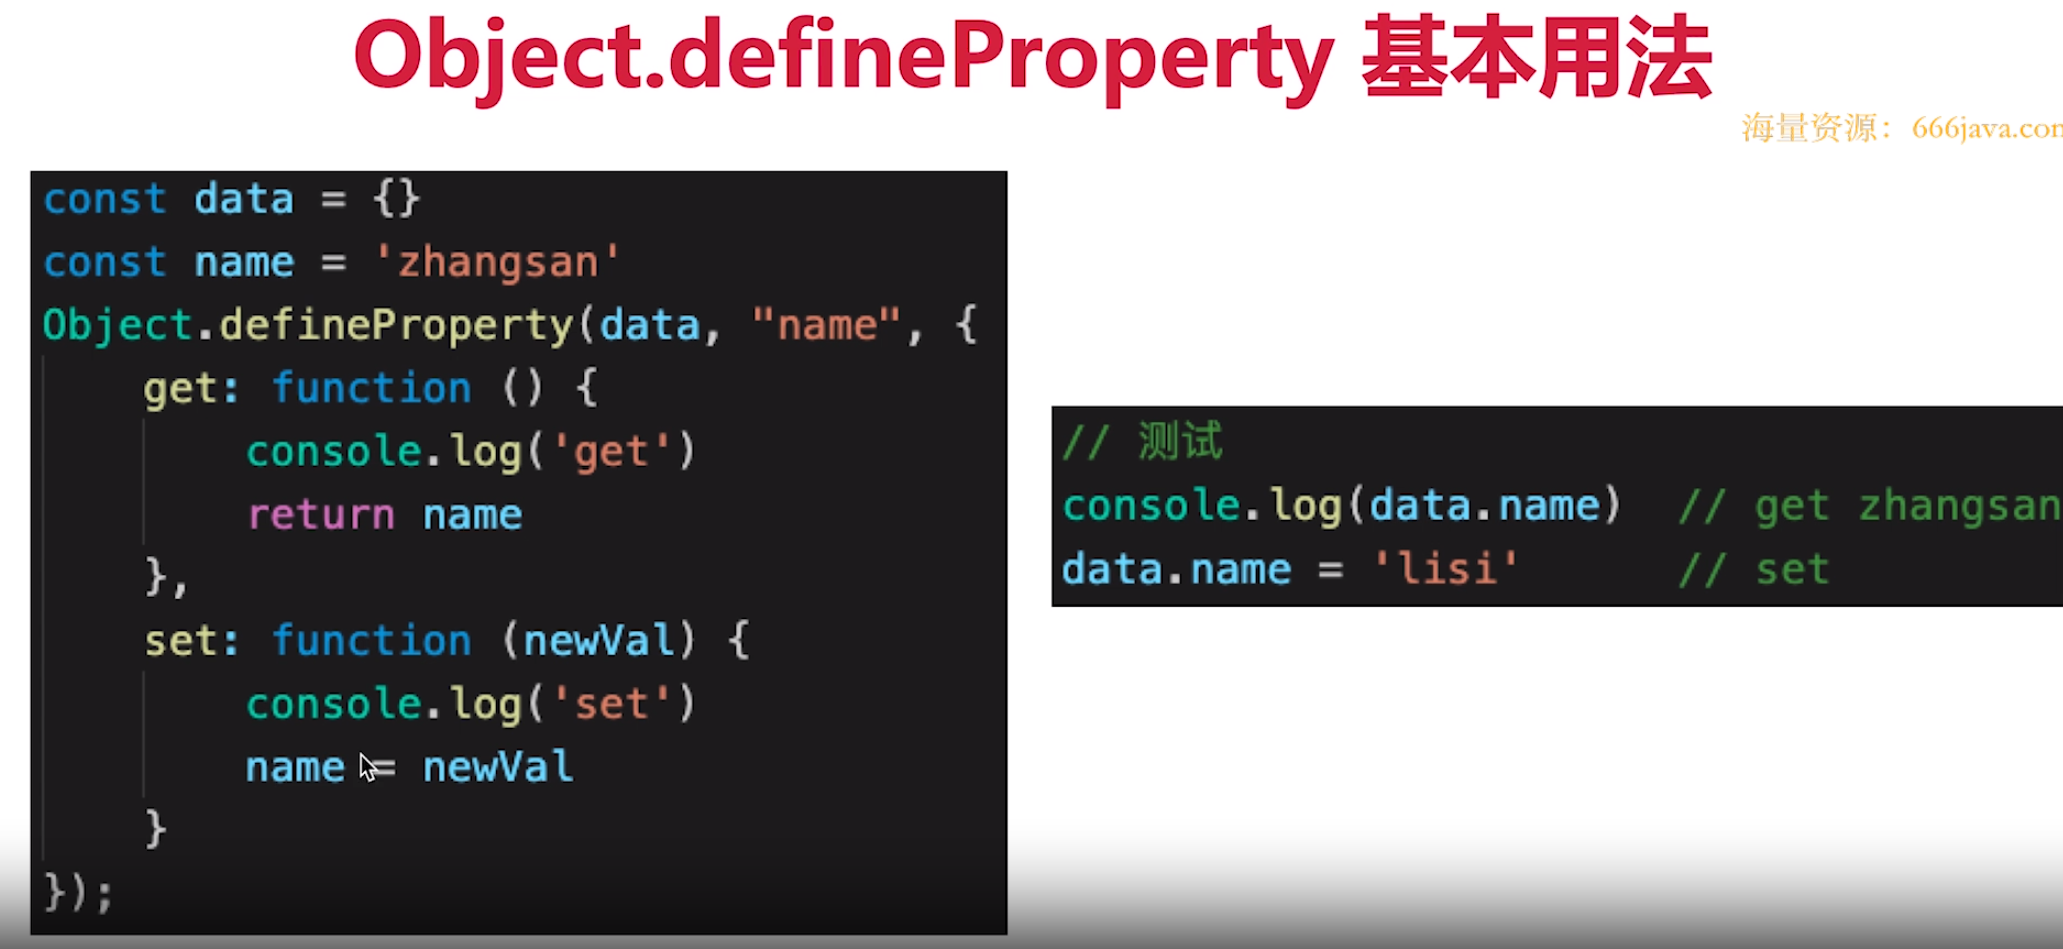 Object.defineProperty 基本用法
海量资源：666java.com
const data = {}
const name = 'zhangsan'
Object.defineProperty(data, "name", {
    get: function () {
        console.log('get')
        return name
    },
    set: function (newVal) {
        console.log('set')
        name = newVal
    }
});
// 测试
console.log(data.name)  // get zhangsan
data.name = 'lisi'      // set